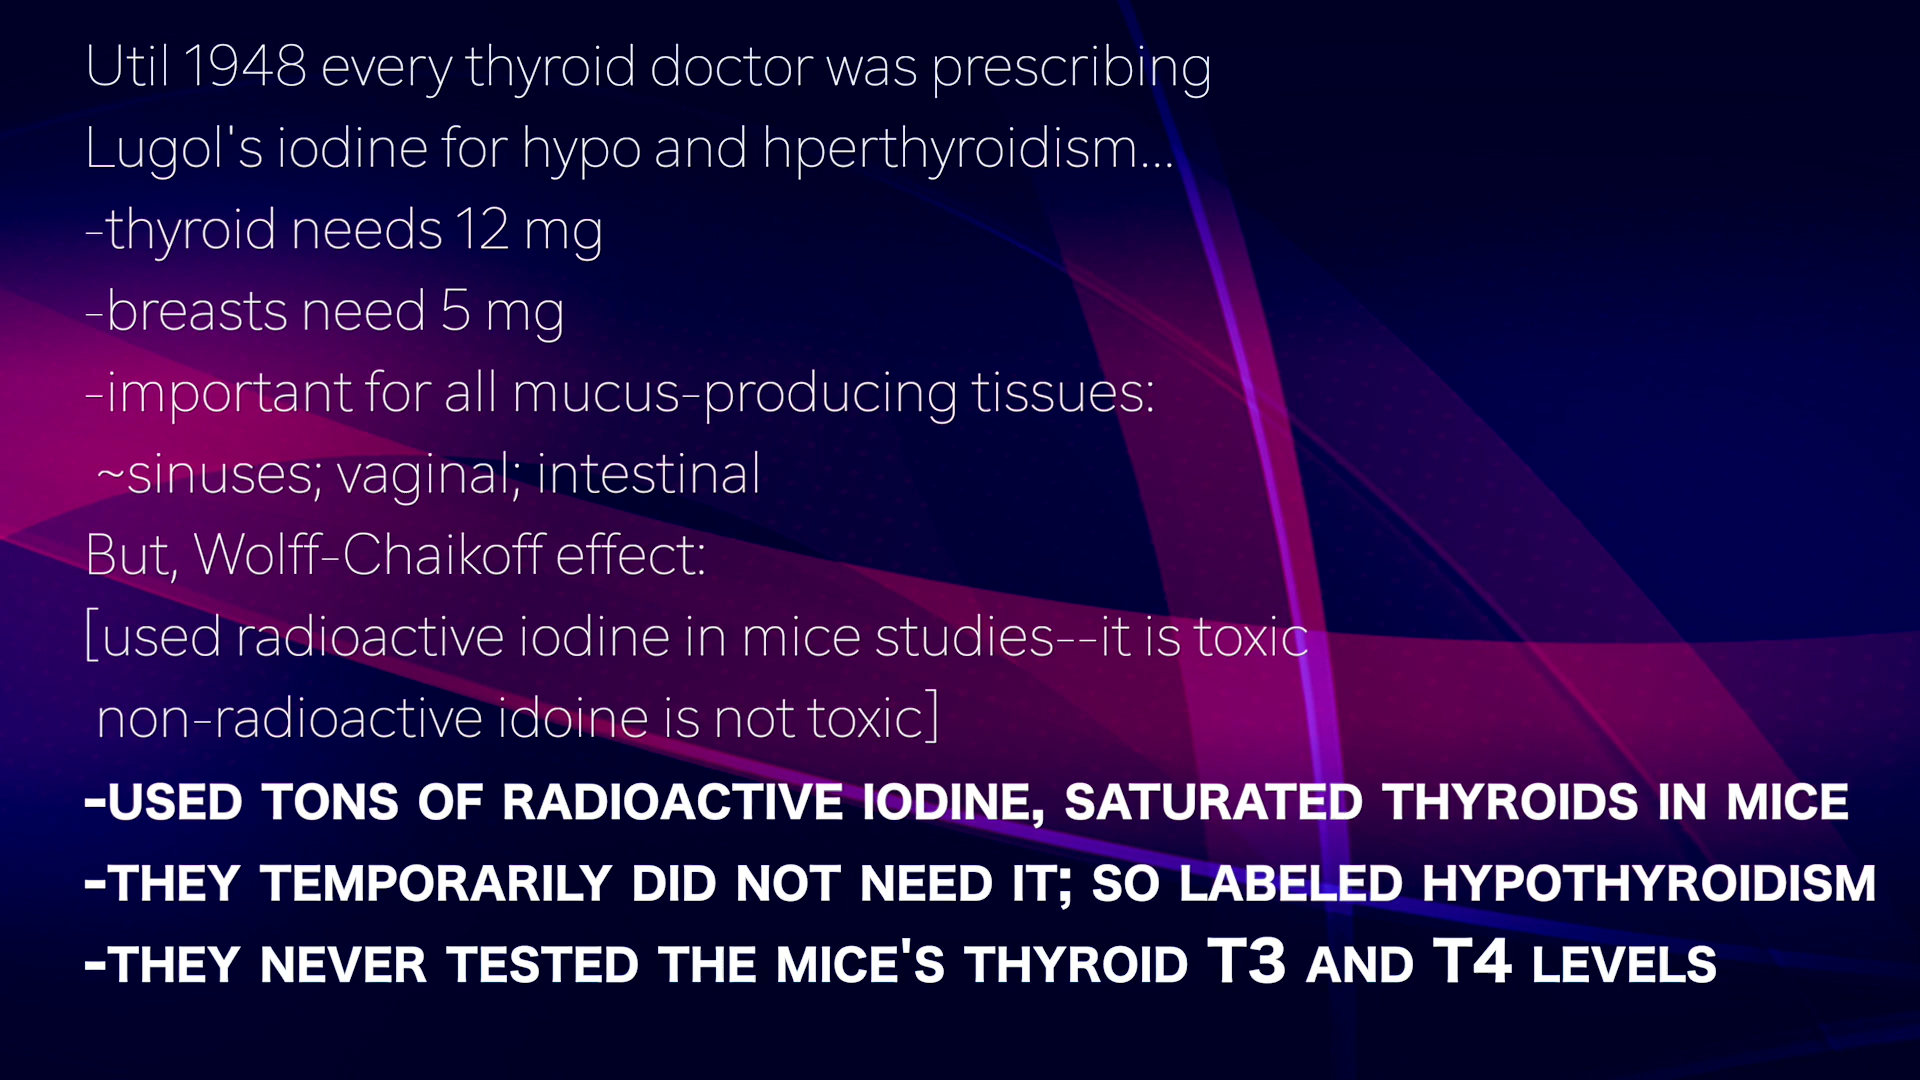 Util 1948 every thyroid doctor was prescribing
Lugol's iodine for hypo and hperthyroidism...
-thyroid needs 12 mg
-breasts need 5 mg
-important for all mucus-producing tissues:
~sinuses; vaginal; intestinal
But, Wolff-Chaikoff effect:
[used radioactive iodine in mice studies--it is toxic
non-radioactive idoine is not toxic]
-USED TONS OF RADIOACTIVE IODINE, SATURATED THYROIDS IN MICE
-THEY TEMPORARILY DID NOT NEED IT; SO LABELED HYPOTHYROIDISM
-THEY NEVER TESTED THE MICE'S THYROID T3 AND T4 LEVELS